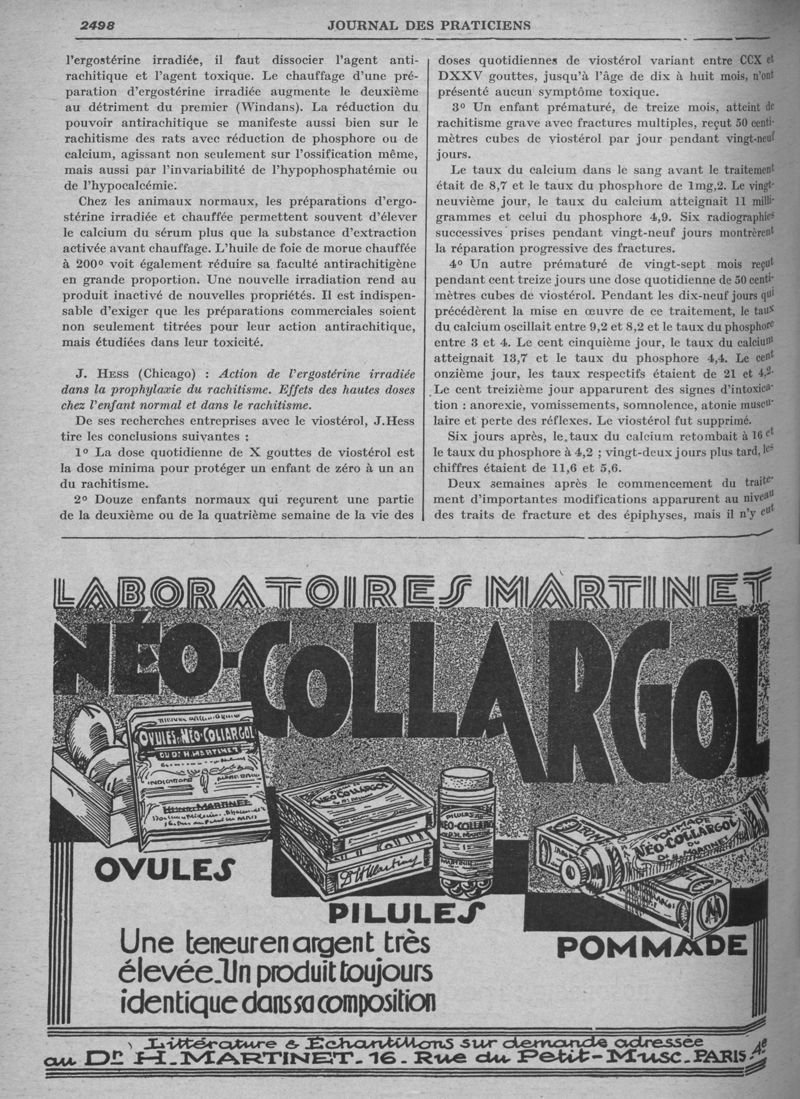 2498
JOURNAL DES PRATICIENS
l'ergostérine irradiée, il faut dissocier l'agent anti-
rachitique et l'agent toxique. Le chauffage d'une pré-
paration d'ergostérine irradiée augmente le deuxième
au détriment du premier (Windans). La réduction du
pouvoir antirachitique se manifeste aussi bien sur le
rachitisme des rats avec réduction de phosphore ou de
calcium, agissant non seulement sur l'ossification même,
mais aussi par l'invariabilité de l'hypophosphatémie ou
de l'hypocalcémie.
Chez les animaux normaux, les préparations d'ergo-
stérine irradiée et chauffée permettent souvent d'élever
le calcium du sérum plus que la substance d'extraction
activée avant chauffage. L'huile de foie de morue chauffée
à 200° voit également réduire sa faculté antirachitigène
en grande proportion. Une nouvelle irradiation rend au
produit inactivé de nouvelles propriétés. Il est indispen-
sable d'exiger que les préparations commerciales soient
non seulement titrées pour leur action antirachitique,
mais étudiées dans leur toxicité.
J. HESS (Chicago) : Action de l'ergostérine irradiée
dans la prophylaxie du rachitisme. Effets des hautes doses
chez l'enfant normal et dans le rachitisme.
De ses recherches entreprises avec le viostérol, J.Hess
tire les conclusions suivantes :
1° La dose quotidienne de X gouttes de viostérol est
la dose minima pour protéger un enfant de zéro à un an
du rachitisme.
2° Douze enfants normaux qui reçurent une partie
de la deuxième ou de la quatrième semaine de la vie des
doses quotidiennes de viostérol variant entre CCX et
DXXV gouttes, jusqu'à l'âge de dix à huit mois, n'ont
présenté aucun symptôme toxique.
3° Un enfant prématuré, de treize mois, atteint de
rachitisme grave avec fractures multiples, reçut 50 centi-
mètres cubes de viostérol par jour pendant vingt-neuf
jours.
Le taux du calcium dans le sang avant le traitement
était de 8,7 et le taux du phosphore de 1mg,2. Le vingt-
neuvième jour, le taux du calcium atteignait 11 milli-
grammes et celui du phosphore 4,9. Six radiographies
successives prises pendant vingt-neuf jours montrèrent
la réparation progressive des fractures.
4° Un autre prématuré de vingt-sept mois reçut
pendant cent treize jours une dose quotidienne de 50 centi-
mètres cubes de viostérol. Pendant les dix-neuf jours qui
précédèrent la mise en œuvre de ce traitement, le taux
du calcium oscillait entre 9,2 et 8,2 et le taux du phosphore
entre 3 et 4. Le cent cinquième jour, le taux du calcium
atteignait 13,7 et le taux du phosphore 4,4. Le cent
onzième jour, les taux respectifs étaient de 21 et 4,2.
Le cent treizième jour apparurent des signes d'intoxica-
tion : anorexie, vomissements, somnolence, atonie muscu-
laire et perte des réflexes. Le viostérol fut supprimé.
Six jours après, le taux du calcium retombait à 16 et
le taux du phosphore à 4,2 ; vingt-deux jours plus tard, les
chiffres étaient de 11,6 et 5,6.
Deux semaines après le commencement du traite-
ment d'importantes modifications apparurent au niveau
des traits de fracture et des épiphyses, mais il n'y eut
LABORATOIRES MARTINET
NÉO-COLLARGOL
OVULES AU NÉO-COLLARGOL
DU DR H. MARTINET
INDICATIONS
HENRI MARTINET
NÉO-COLLARGOL
Dr H Martinet
PILULES
NÉO-COLLARGOL
POMMADE
NÉO-COLLARGOL
DU
DR H. MARTINET
OVULES
PILULES
POMMADE
Une teneur en argent très
élevée. Un produit toujours
identique dans sa composition
Littérature & Échantillons sur demande adressée
au Dr. H. MARTINET. 16. Rue du Petit-Musc. PARIS 4e